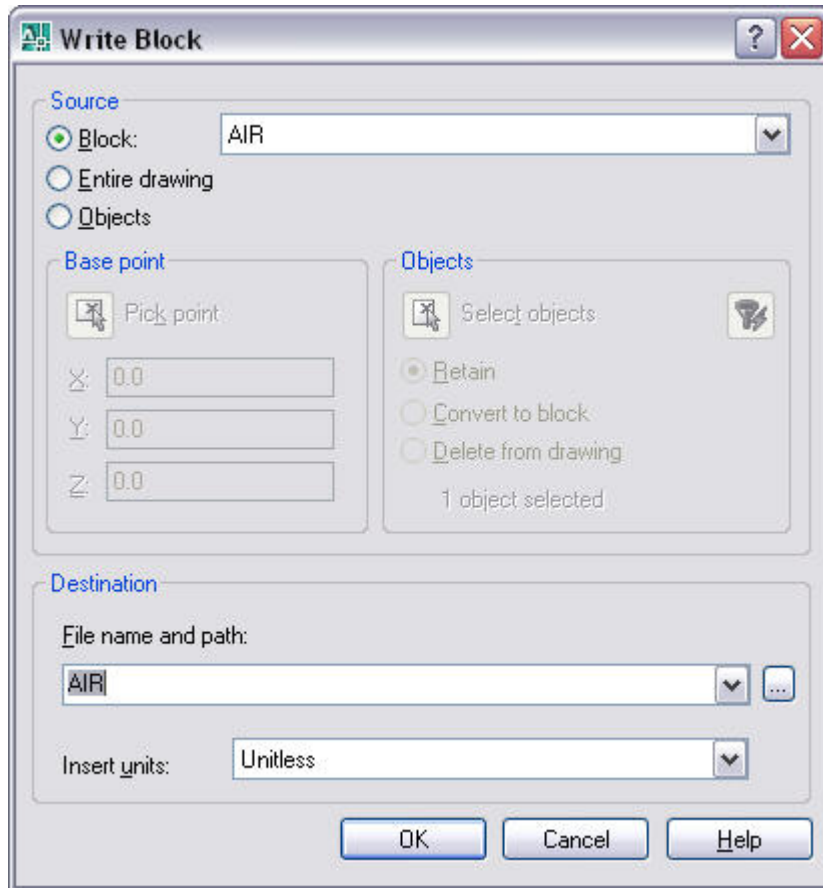 Write Block
Source
Block: AIR
Entire drawing
Objects
Base point
Pick point
X: 0.0
Y: 0.0
Z: 0.0
Objects
Select objects
Retain
Convert to block
Delete from drawing
1 object selected
Destination
File name and path:
AIR
...
Insert units: Unitless
OK Cancel Help